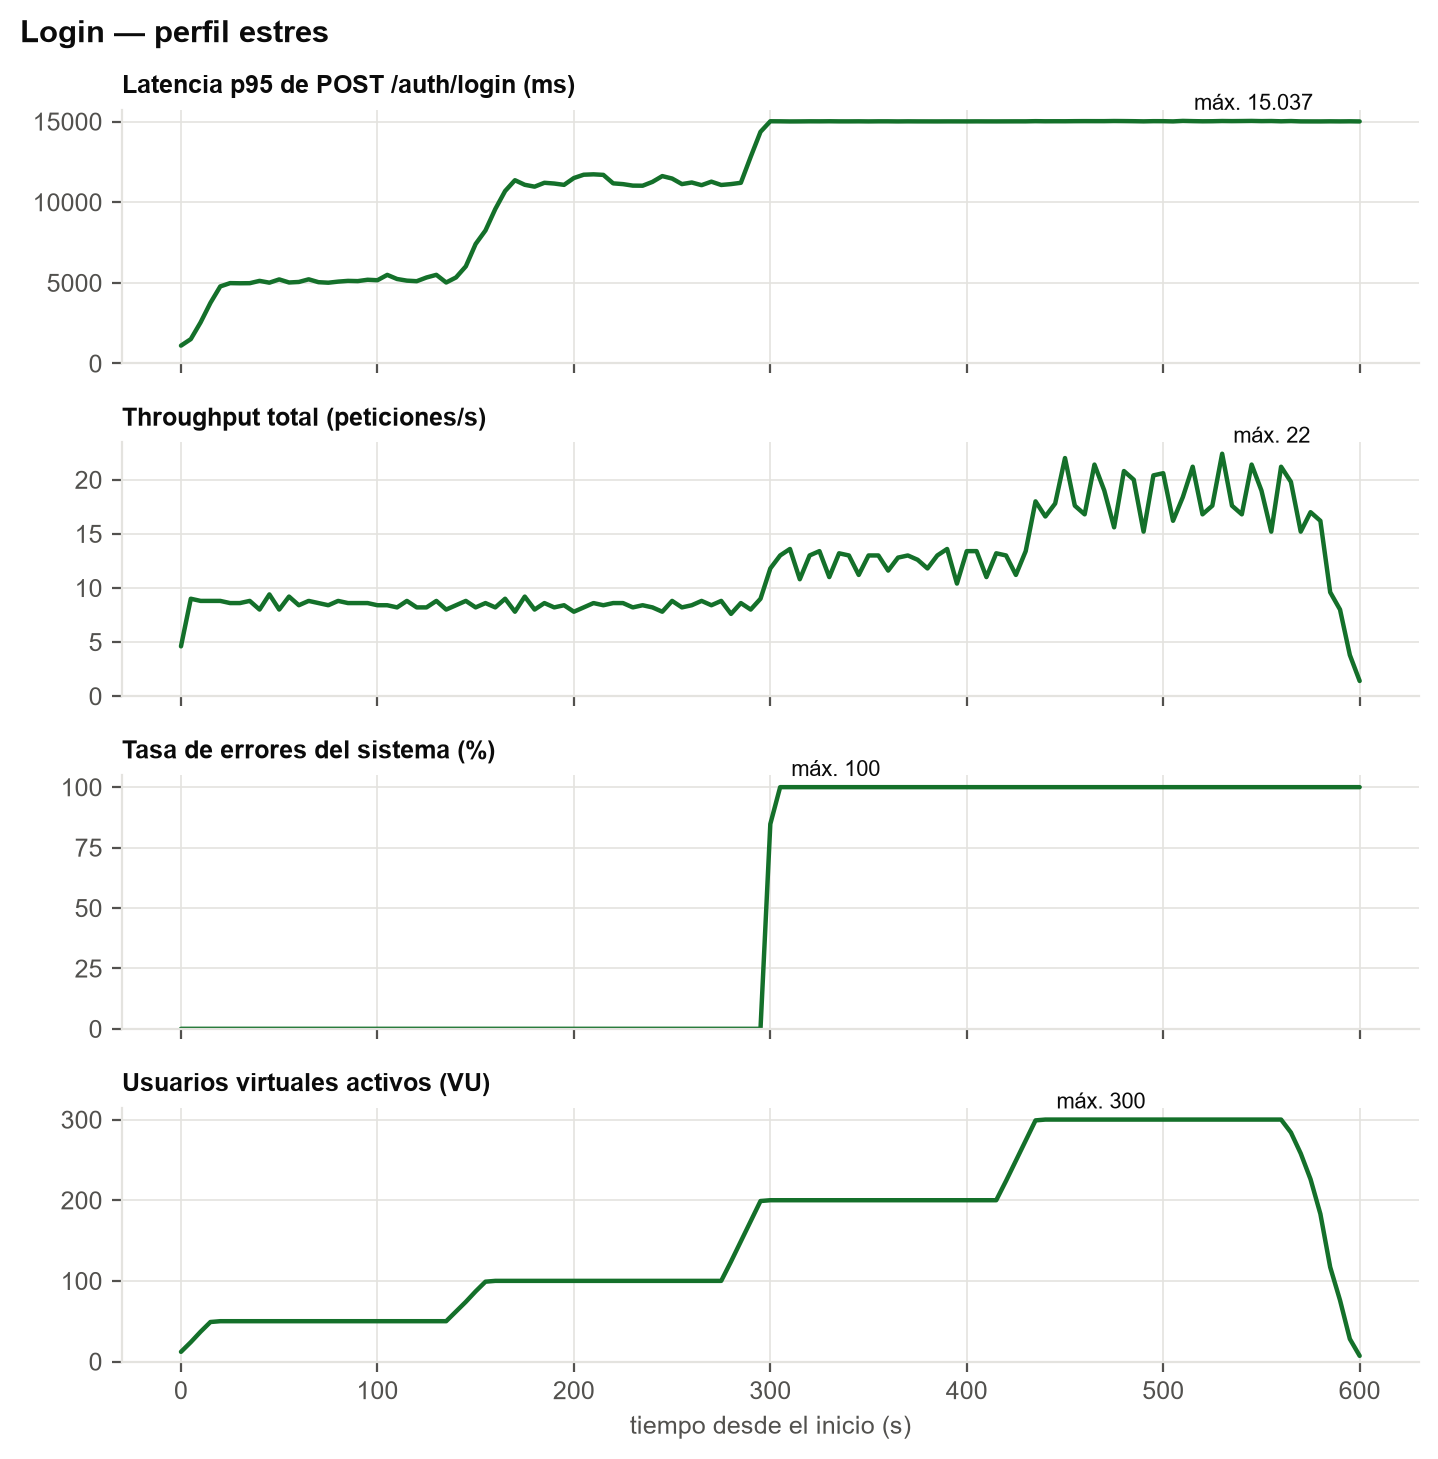 Login — perfil estres
Latencia p95 de POST /auth/login (ms)
máx. 15.037
15000
10000
5000
0
Throughput total (peticiones/s)
máx. 22
20
15
10
5
0
Tasa de errores del sistema (%)
máx. 100
100
75
50
25
0
Usuarios virtuales activos (VU)
máx. 300
300
200
100
0
0 100 200 300 400 500 600
tiempo desde el inicio (s)